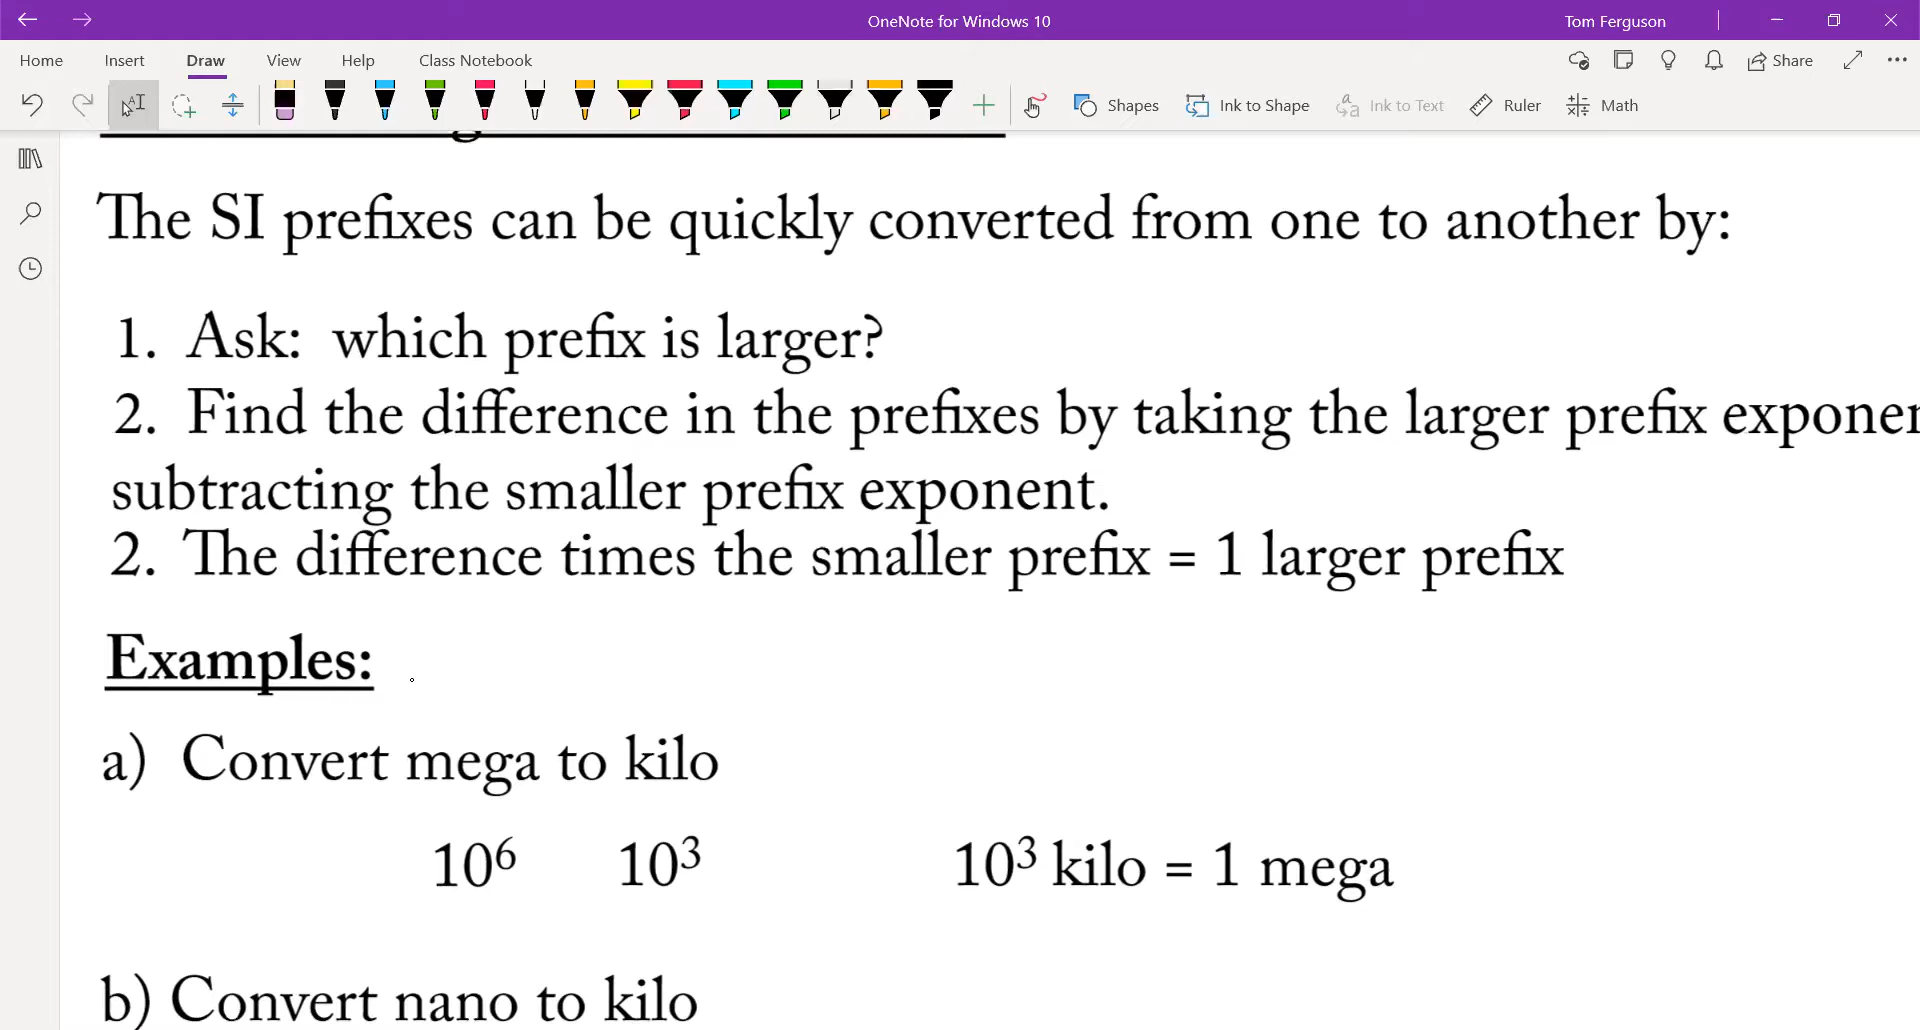 OneNote for Windows 10
Tom Ferguson
Home Insert Draw View Help Class Notebook Share
Shapes Ink to Shape Ink to Text Ruler Math
The SI prefixes can be quickly converted from one to another by:
1. Ask: which prefix is larger?
2. Find the difference in the prefixes by taking the larger prefix
subtracting the smaller prefix exponent.
2. The difference times the smaller prefix = 1 larger prefix
Examples:
a) Convert mega to kilo
10⁶ 10³ 10³ kilo = 1 mega
b) Convert nano to kilo